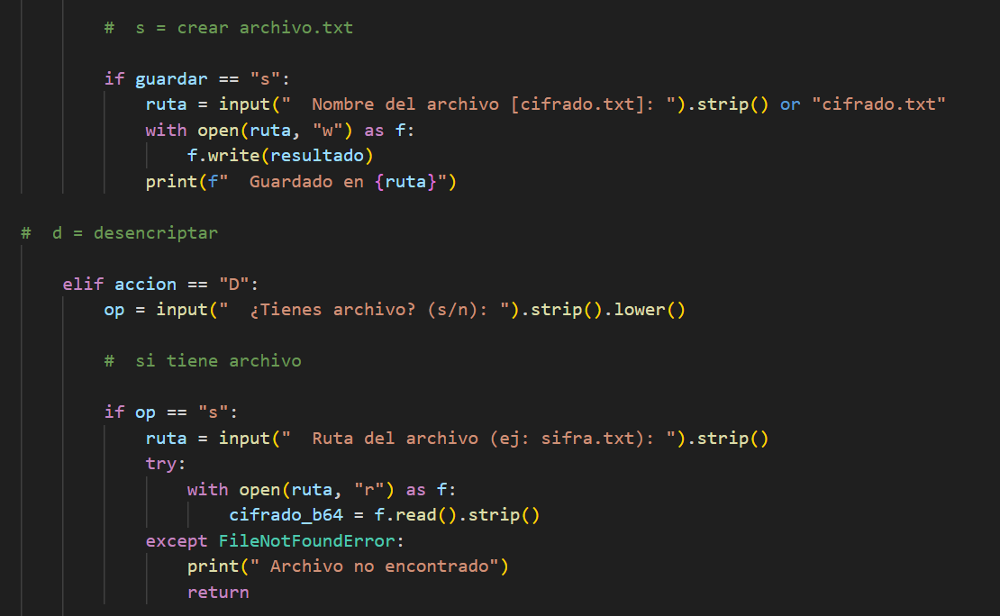 #  s = crear archivo.txt
if guardar == "s":
ruta = input("  Nombre del archivo [cifrado.txt]: ").strip() or "cifrado.txt"
with open(ruta, "w") as f:
f.write(resultado)
print(f"  Guardado en {ruta}")
#  d = desencriptar
elif accion == "D":
op = input("  ¿Tienes archivo? (s/n): ").strip().lower()
#  si tiene archivo
if op == "s":
ruta = input("  Ruta del archivo (ej: sifra.txt): ").strip()
try:
with open(ruta, "r") as f:
cifrado_b64 = f.read().strip()
except FileNotFoundError:
print(" Archivo no encontrado")
return